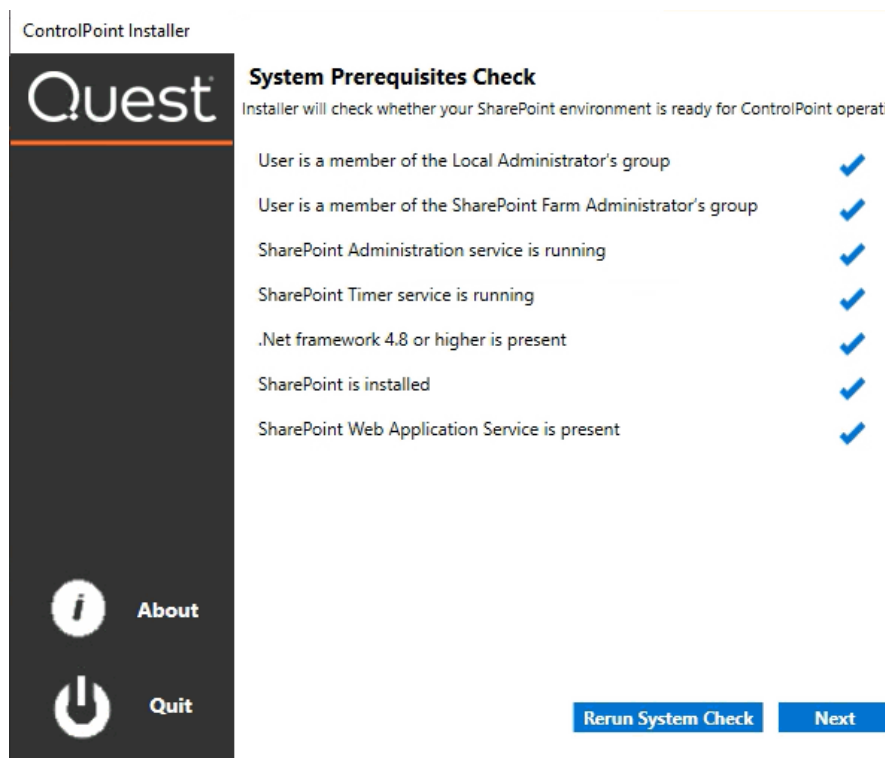 ControlPoint Installer
Quest
System Prerequisites Check
Installer will check whether your SharePoint environment is ready for ControlPoint operati
User is a member of the Local Administrator's group
User is a member of the SharePoint Farm Administrator's group
SharePoint Administration service is running
SharePoint Timer service is running
.Net framework 4.8 or higher is present
SharePoint is installed
SharePoint Web Application Service is present
i About
Quit
Rerun System Check Next